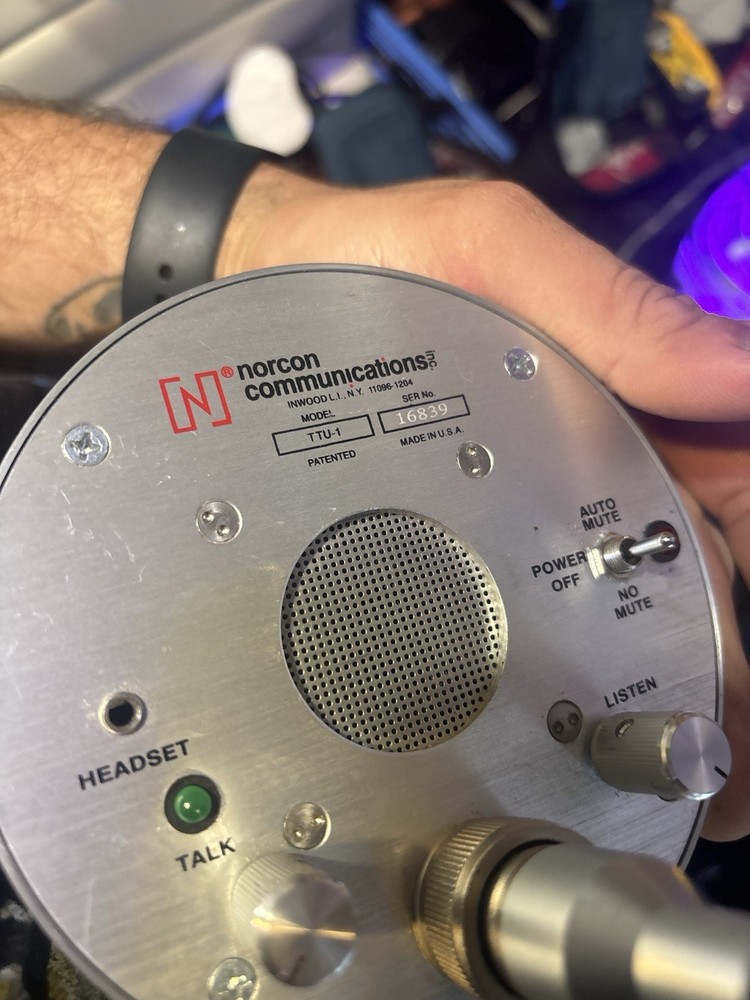 [N]® norcon
communications inc
INWOOD L.I., N.Y. 11096-1204
MODEL SER No.
TTU-1 16839
PATENTED MADE IN U.S.A.
AUTO
MUTE
POWER
OFF
NO
MUTE
LISTEN
HEADSET
TALK